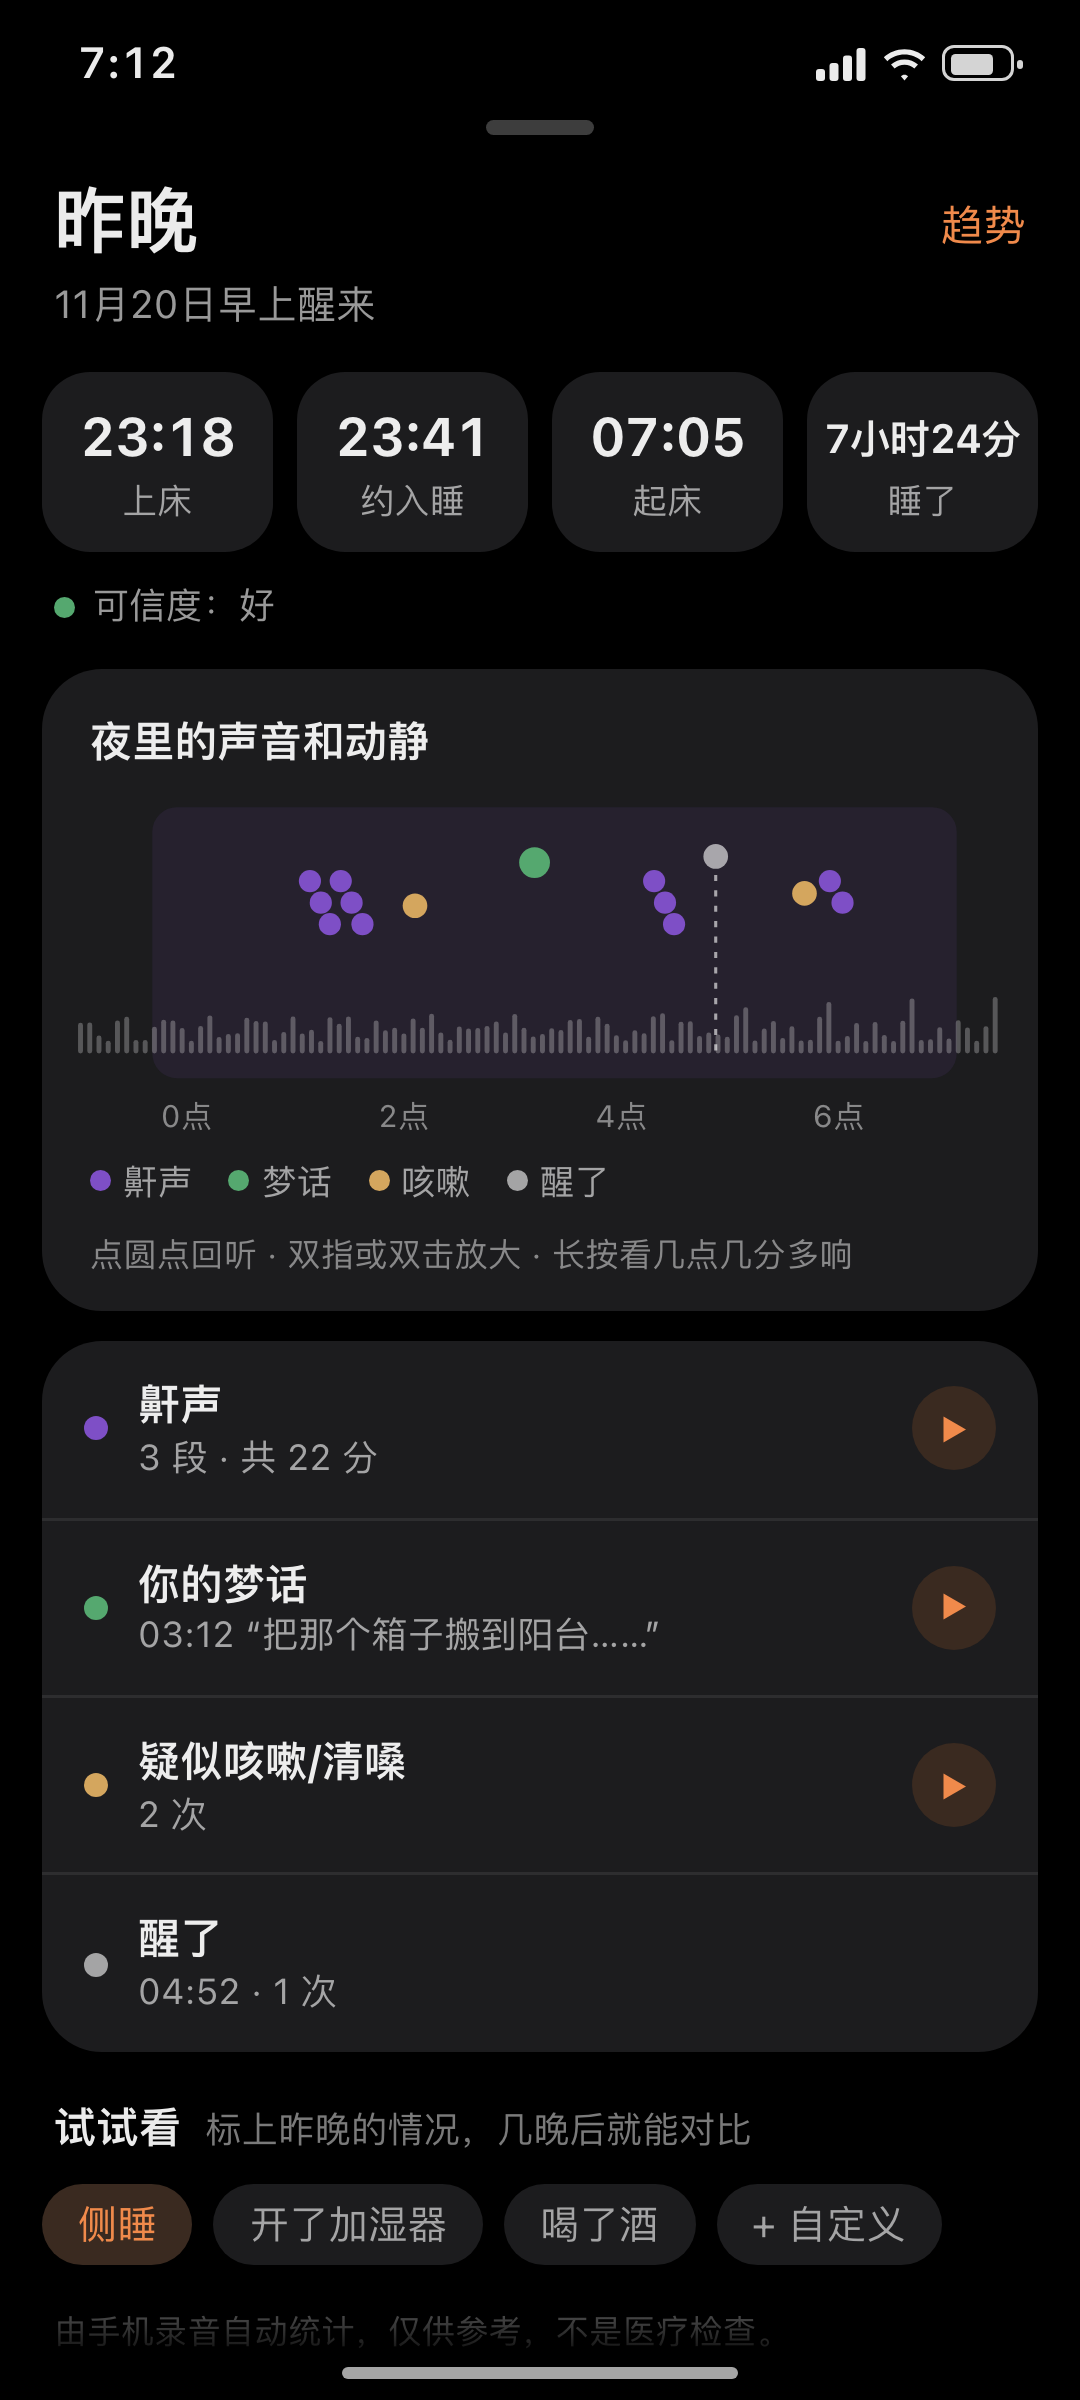 7:12
昨晚
趋势
11月20日早上醒来
23:18
上床
23:41
约入睡
07:05
起床
7小时24分
睡了
可信度：好
夜里的声音和动静
0点 2点 4点 6点
鼾声 梦话 咳嗽 醒了
点圆点回听 · 双指或双击放大 · 长按看几点几分多响
鼾声
3 段 · 共 22 分
你的梦话
03:12 “把那个箱子搬到阳台……”
疑似咳嗽/清嗓
2 次
醒了
04:52 · 1 次
试试看 标上昨晚的情况，几晚后就能对比
侧睡 开了加湿器 喝了酒 + 自定义
由手机录音自动统计，仅供参考，不是医疗检查。